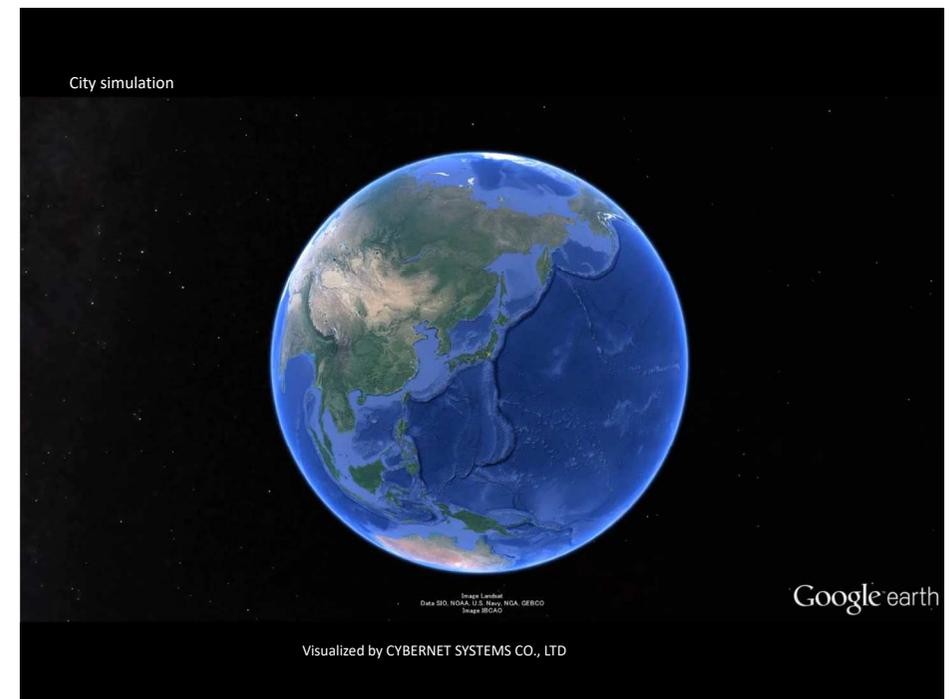 City simulation
Image Landsat
Data SIO, NOAA, U.S. Navy, NGA, GEBCO
Image IBCAO
Google earth
Visualized by CYBERNET SYSTEMS CO., LTD